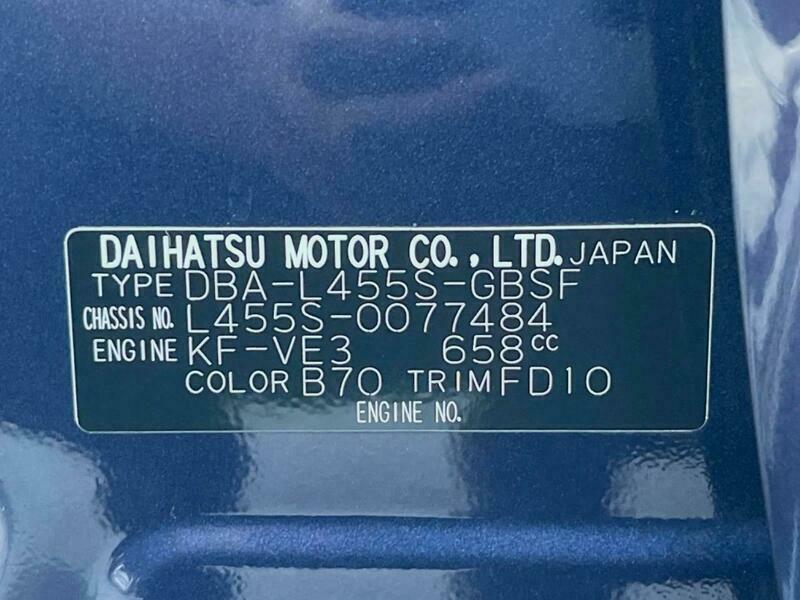 DAIHATSU MOTOR CO., LTD. JAPAN
TYPE DBA-L455S-GBSF
CHASSIS NO. L455S-0077484
ENGINE KF-VE3 658cc
COLOR B70 TRIM FD10
ENGINE NO.